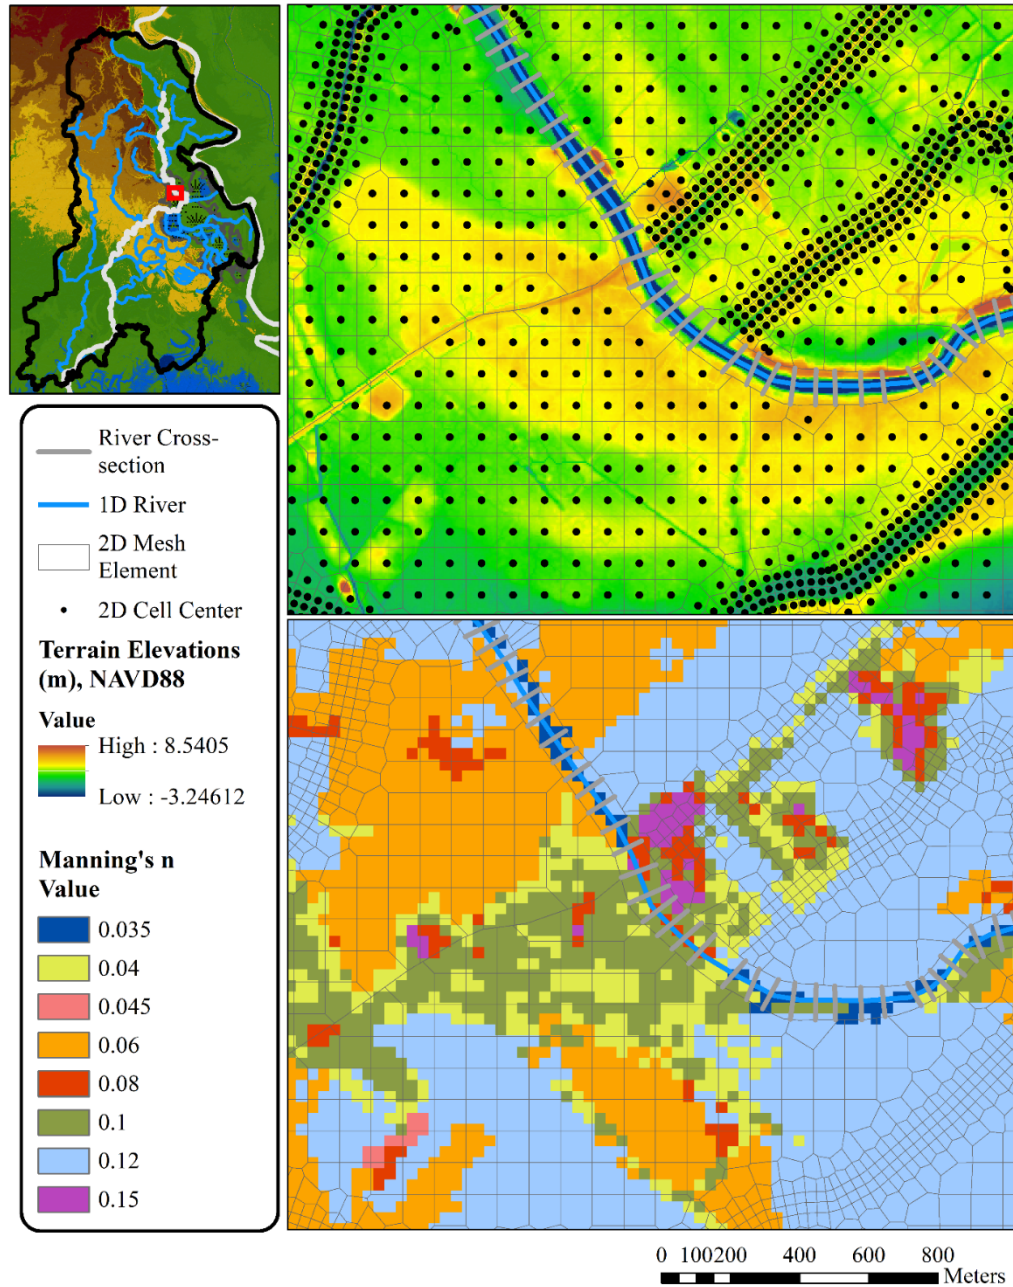 River Cross-
section
1D River
2D Mesh
Element
2D Cell Center
Terrain Elevations
(m), NAVD88
Value
High : 8.5405
Low : -3.24612
Manning's n
Value
0.035
0.04
0.045
0.06
0.08
0.1
0.12
0.15
0 100200 400 600 800
Meters